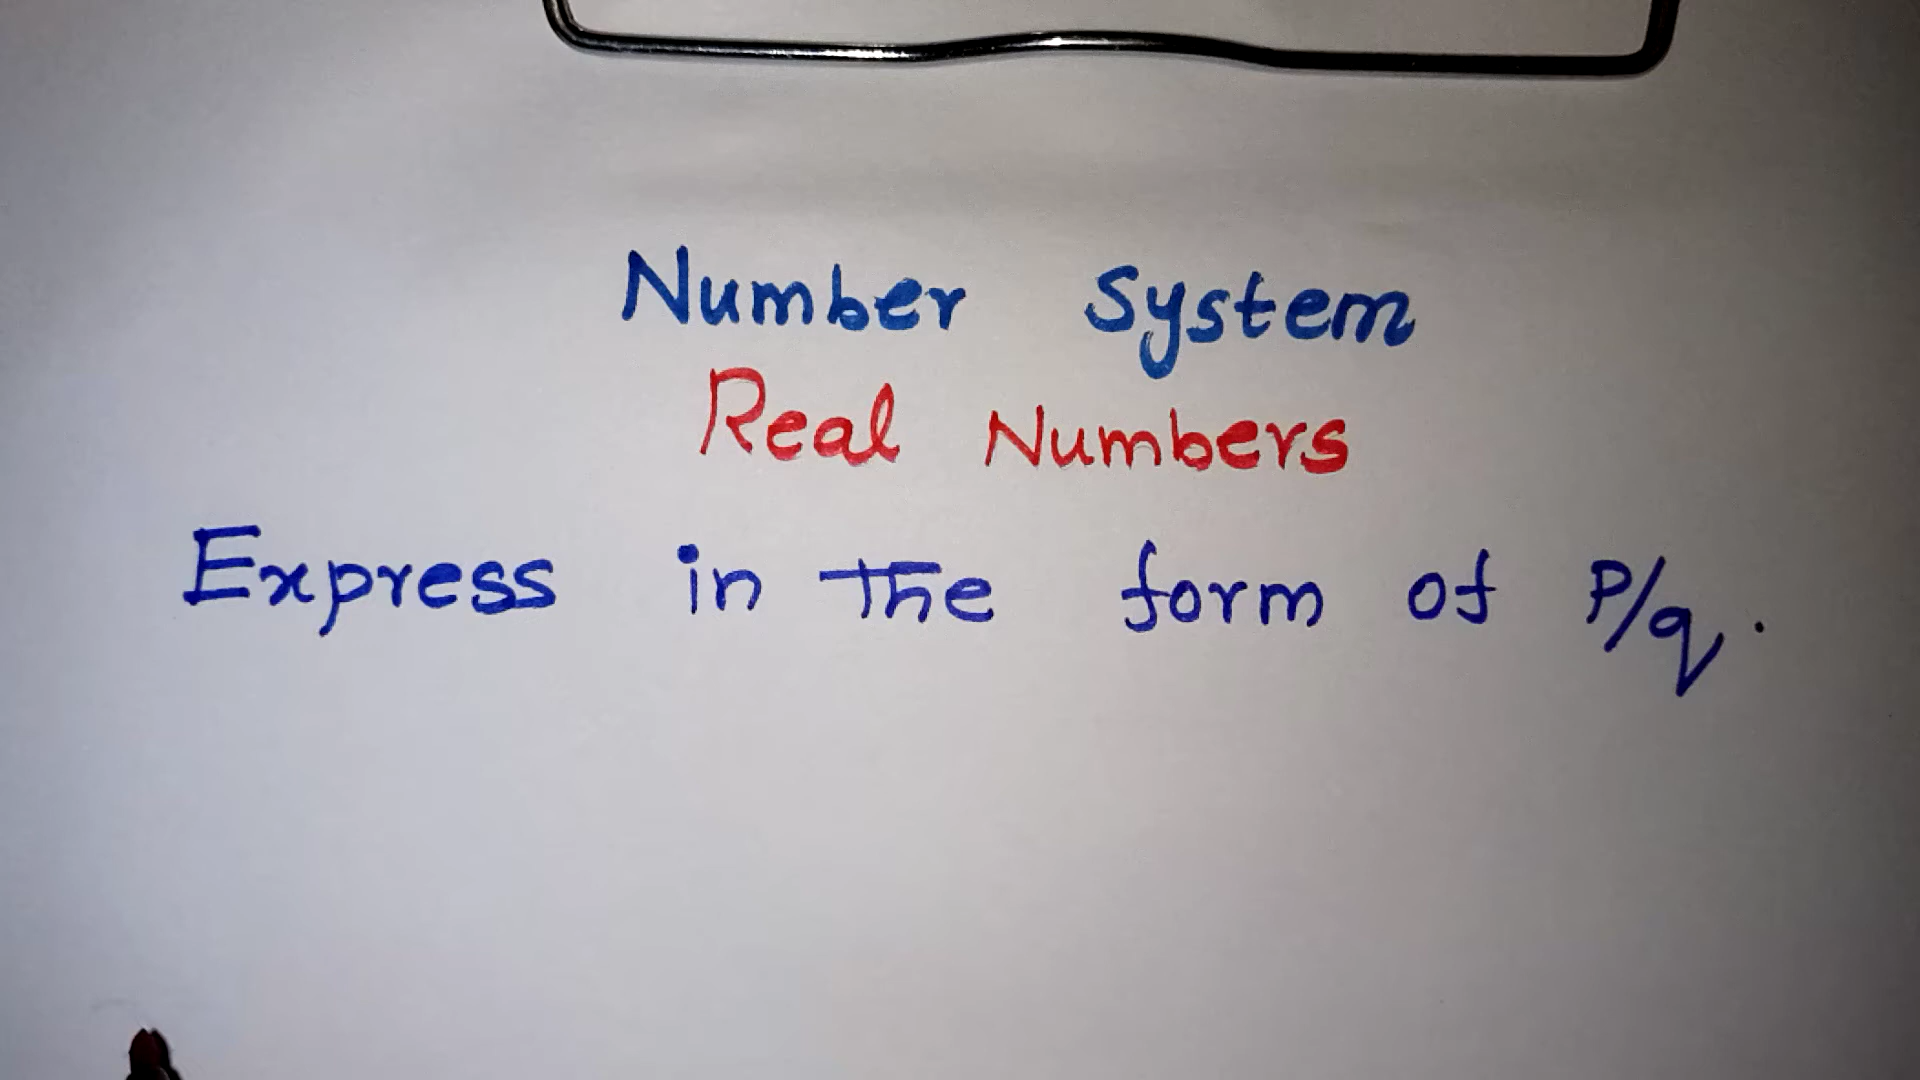 Number System
Real Numbers
Express in the form of P/q.